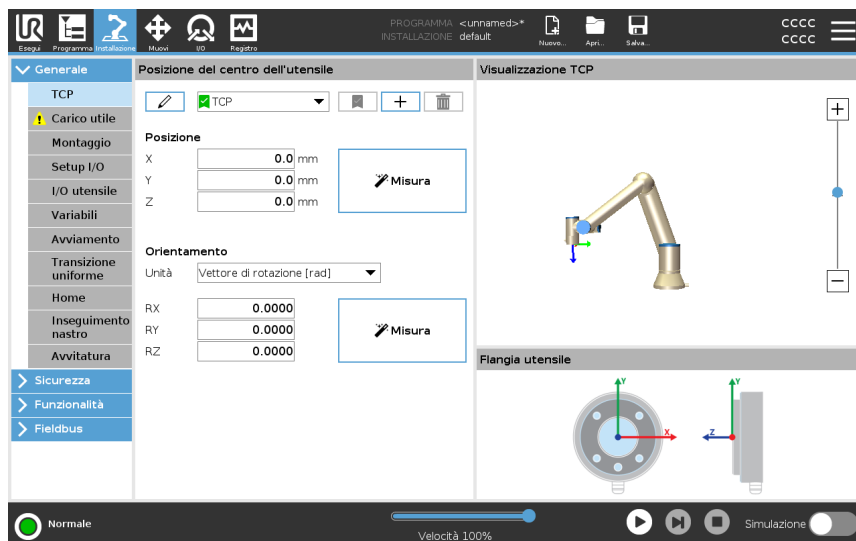 UR
Esegui
Programma
Installazione
Muovi
I/O
Registro
PROGRAMMA <unnamed>*
INSTALLAZIONE default
Nuovo...
Apri...
Salva...
CCCC
CCCC
Generale
TCP
Carico utile
Montaggio
Setup I/O
I/O utensile
Variabili
Avviamento
Transizione
uniforme
Home
Inseguimento
nastro
Avvitatura
Sicurezza
Funzionalità
Fieldbus
Posizione del centro dell'utensile
TCP
Posizione
X 0.0 mm
Y 0.0 mm
Z 0.0 mm
Misura
Orientamento
Unità Vettore di rotazione [rad]
RX 0.0000
RY 0.0000
RZ 0.0000
Misura
Visualizzazione TCP
Flangia utensile
Y
X
Y
Z
Normale
Velocità 100%
Simulazione